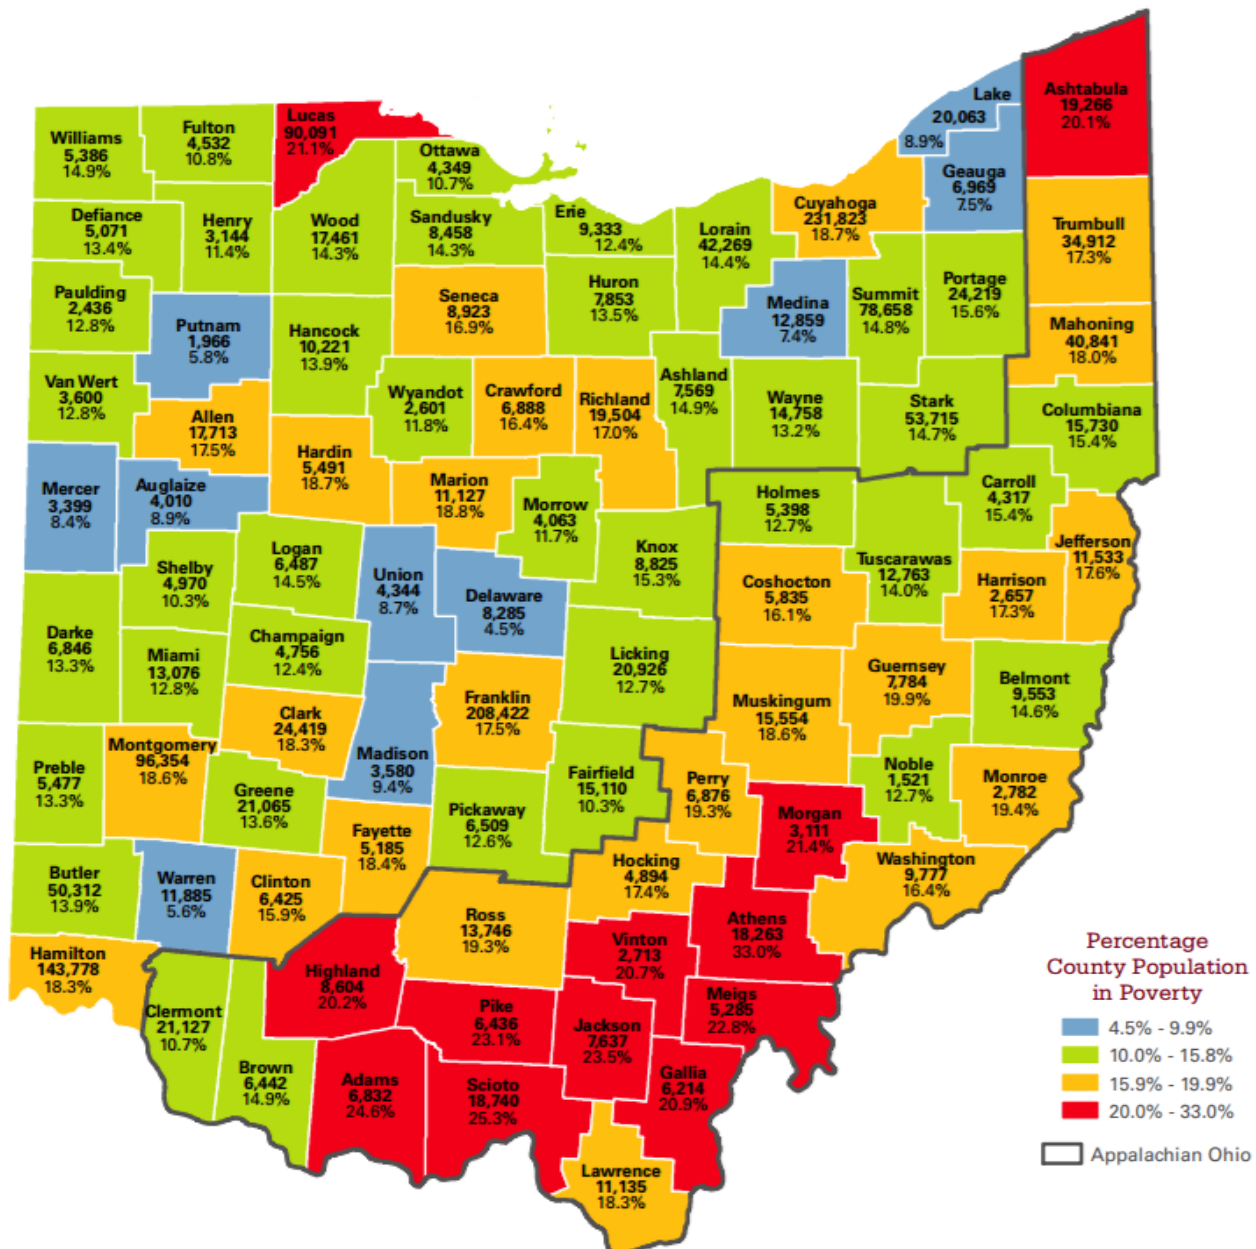 Lake
20,063
8.9%
Ashtabula
19,266
20.1%
Williams
5,386
14.9%
Fulton
4,532
10.8%
Lucas
90,091
21.1%
Ottawa
4,349
10.7%
Geauga
6,969
7.5%
Defiance
5,071
13.4%
Henry
3,144
11.4%
Wood
17,461
14.3%
Sandusky
8,458
14.3%
Erie
9,333
12.4%
Lorain
42,269
14.4%
Cuyahoga
231,823
18.7%
Trumbull
34,912
17.3%
Paulding
2,436
12.8%
Putnam
1,966
5.8%
Hancock
10,221
13.9%
Seneca
8,923
16.9%
Huron
7,853
13.5%
Medina
12,859
7.4%
Summit
78,658
14.8%
Portage
24,219
15.6%
Mahoning
40,841
18.0%
Van Wert
3,600
12.8%
Allen
17,713
17.5%
Wyandot
2,601
11.8%
Crawford
6,888
16.4%
Richland
19,504
17.0%
Ashland
7,569
14.9%
Wayne
14,758
13.2%
Stark
53,715
14.7%
Columbiana
15,730
15.4%
Mercer
3,399
8.4%
Auglaize
4,010
8.9%
Hardin
5,491
18.7%
Marion
11,127
18.8%
Morrow
4,063
11.7%
Holmes
5,398
12.7%
Carroll
4,317
15.4%
Shelby
4,970
10.3%
Logan
6,487
14.5%
Union
4,344
8.7%
Delaware
8,285
4.5%
Knox
8,825
15.3%
Coshocton
5,835
16.1%
Tuscarawas
12,763
14.0%
Harrison
2,657
17.3%
Jefferson
11,533
17.6%
Darke
6,846
13.3%
Miami
13,076
12.8%
Champaign
4,756
12.4%
Licking
20,926
12.7%
Guernsey
7,784
19.9%
Belmont
9,553
14.6%
Clark
24,419
18.3%
Franklin
208,422
17.5%
Muskingum
15,554
18.6%
Preble
5,477
13.3%
Montgomery
96,354
18.6%
Greene
21,065
13.6%
Madison
3,580
9.4%
Fairfield
15,110
10.3%
Perry
6,876
19.3%
Noble
1,521
12.7%
Monroe
2,782
19.4%
Fayette
5,185
18.4%
Pickaway
6,509
12.6%
Morgan
3,111
21.4%
Butler
50,312
13.9%
Warren
11,885
5.6%
Clinton
6,425
15.9%
Hocking
4,894
17.4%
Washington
9,777
16.4%
Ross
13,746
19.3%
Athens
18,263
33.0%
Hamilton
143,778
18.3%
Highland
8,604
20.2%
Vinton
2,713
20.7%
Clermont
21,127
10.7%
Pike
6,436
23.1%
Jackson
7,637
23.5%
Meigs
5,285
22.8%
Brown
6,442
14.9%
Adams
6,832
24.6%
Scioto
18,740
25.3%
Gallia
6,214
20.9%
Lawrence
11,135
18.3%
Percentage
County Population
in Poverty
4.5% - 9.9%
10.0% - 15.8%
15.9% - 19.9%
20.0% - 33.0%
Appalachian Ohio